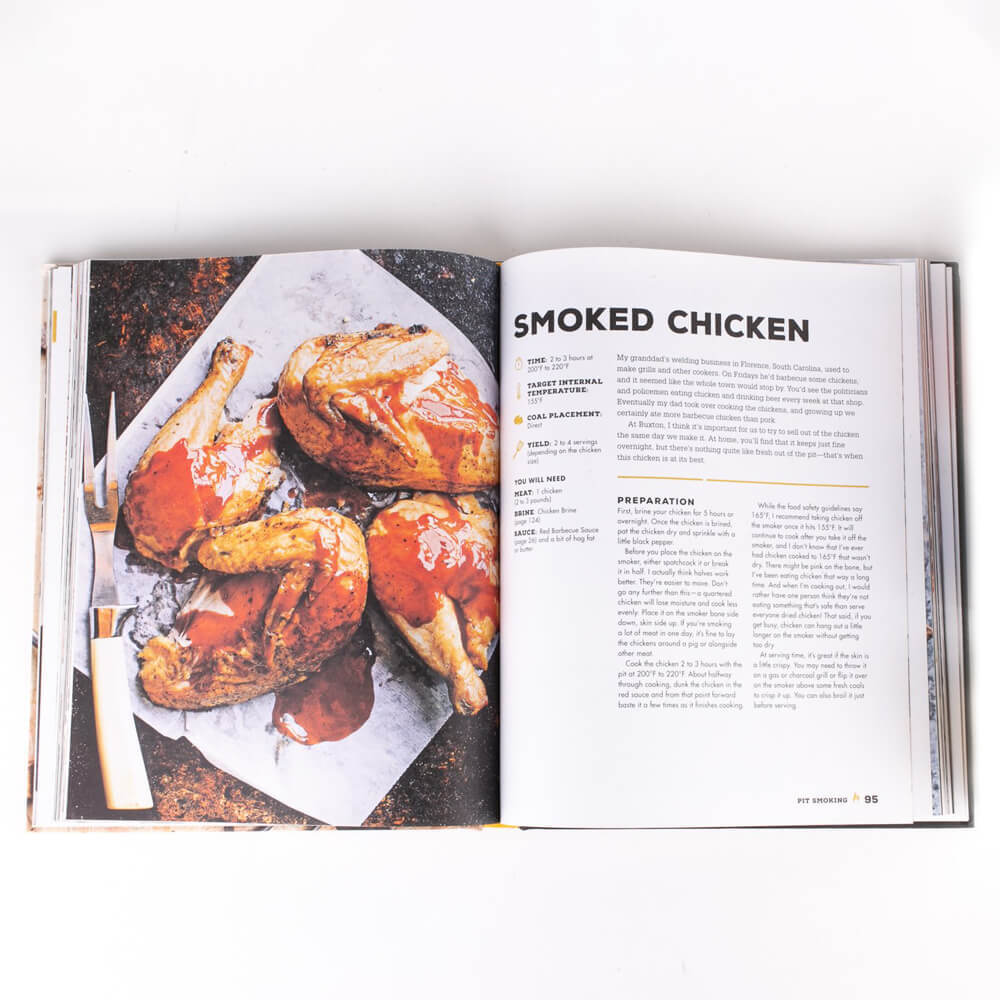 SMOKED CHICKEN
TIME: 2 to 3 hours at
200°F to 220°F
TARGET INTERNAL
TEMPERATURE:
155°F
COAL PLACEMENT:
Direct
YIELD: 2 to 4 servings
(depending on the chicken
size)
YOU WILL NEED
MEAT: 1 chicken
(2 to 3 pounds)
BRINE: Chicken Brine
(page 124)
SAUCE: Red Barbecue Sauce
(page 26) and a bit of hog fat
or butter
My granddad's welding business in Florence, South Carolina, used to
make grills and other cookers. On Fridays he'd barbecue some chickens,
and it seemed like the whole town would stop by. You'd see the politicians
and policemen eating chicken and drinking beer every week at that shop.
Eventually my dad took over cooking the chickens, and growing up we
certainly ate more barbecue chicken than pork.
At Buxton, I think it's important for us to try to sell out of the chicken
the same day we make it. At home, you'll find that it keeps just fine
overnight, but there's nothing quite like fresh out of the pit—that's when
this chicken is at its best.
PREPARATION
First, brine your chicken for 5 hours or
overnight. Once the chicken is brined,
pat the chicken dry and sprinkle with a
little black pepper.
Before you place the chicken on the
smoker, either spatchcock it or break
it in half. I actually think halves work
better. They're easier to move. Don't
go any further than this—a quartered
chicken will lose moisture and cook less
evenly. Place it on the smoker bone side
down, skin side up. If you're smoking
a lot of meat in one day, it's fine to lay
the chickens around a pig or alongside
other meat.
Cook the chicken 2 to 3 hours with the
pit at 200°F to 220°F. About halfway
through cooking, dunk the chicken in the
red sauce and from that point forward
baste it a few times as it finishes cooking.
While the food safety guidelines say
165°F, I recommend taking chicken off
the smoker once it hits 155°F. It will
continue to cook after you take it off the
smoker, and I don't know that I've ever
had chicken cooked to 165°F that wasn't
dry. There might be pink on the bone, but
I've been eating chicken that way a long
time. And when I'm cooking out, I would
rather have one person think they're not
eating something that's safe than serve
everyone dried chicken! That said, if you
get busy, chicken can hang out a little
longer on the smoker without getting
too dry.
At serving time, it's great if the skin is
a little crispy. You may need to throw it
on a gas or charcoal grill or flip it over
on the smoker above some fresh coals
to crisp it up. You can also broil it just
before serving.
PIT SMOKING 95